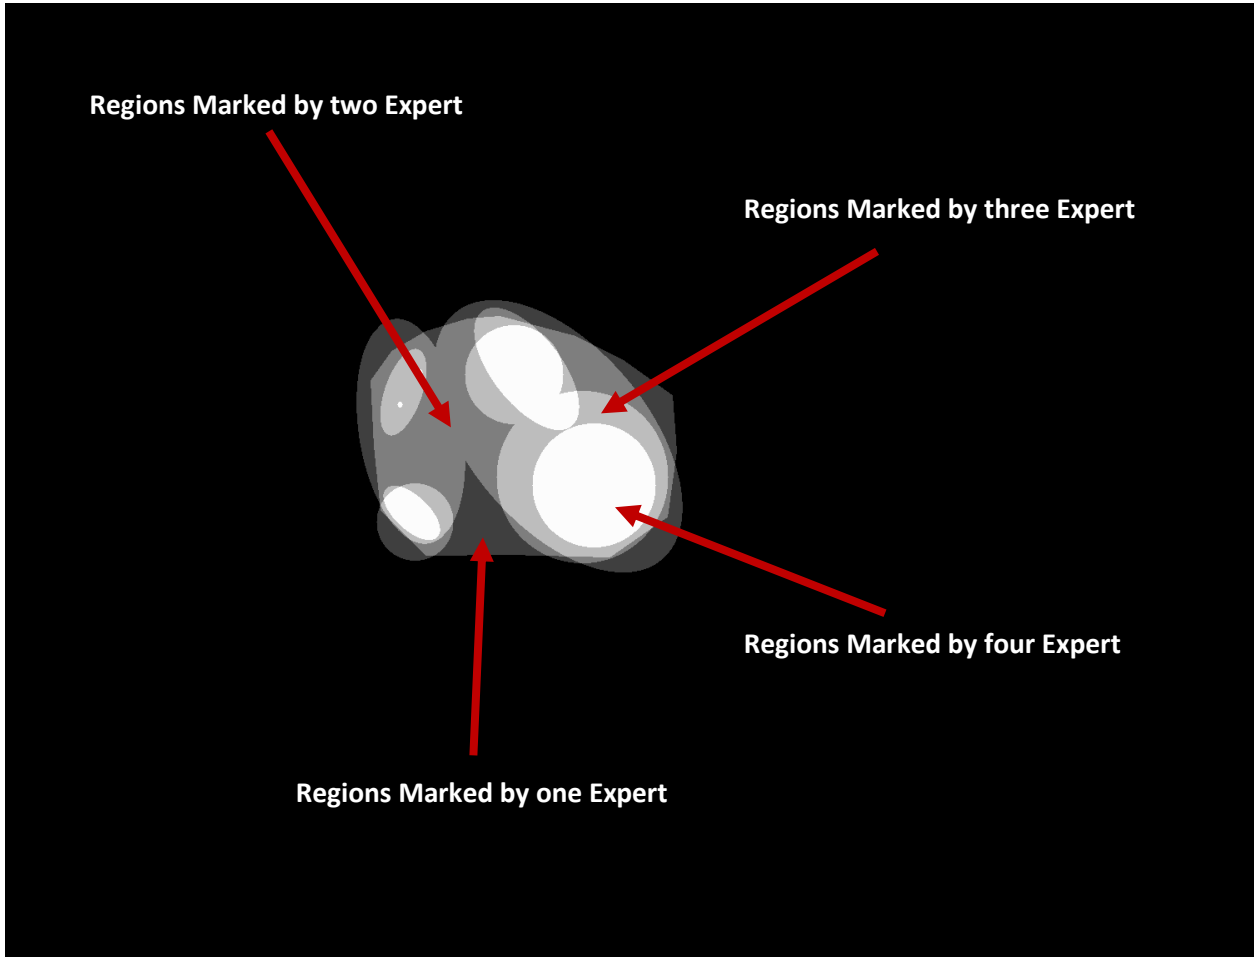 Regions Marked by two Expert
Regions Marked by three Expert
Regions Marked by four Expert
Regions Marked by one Expert